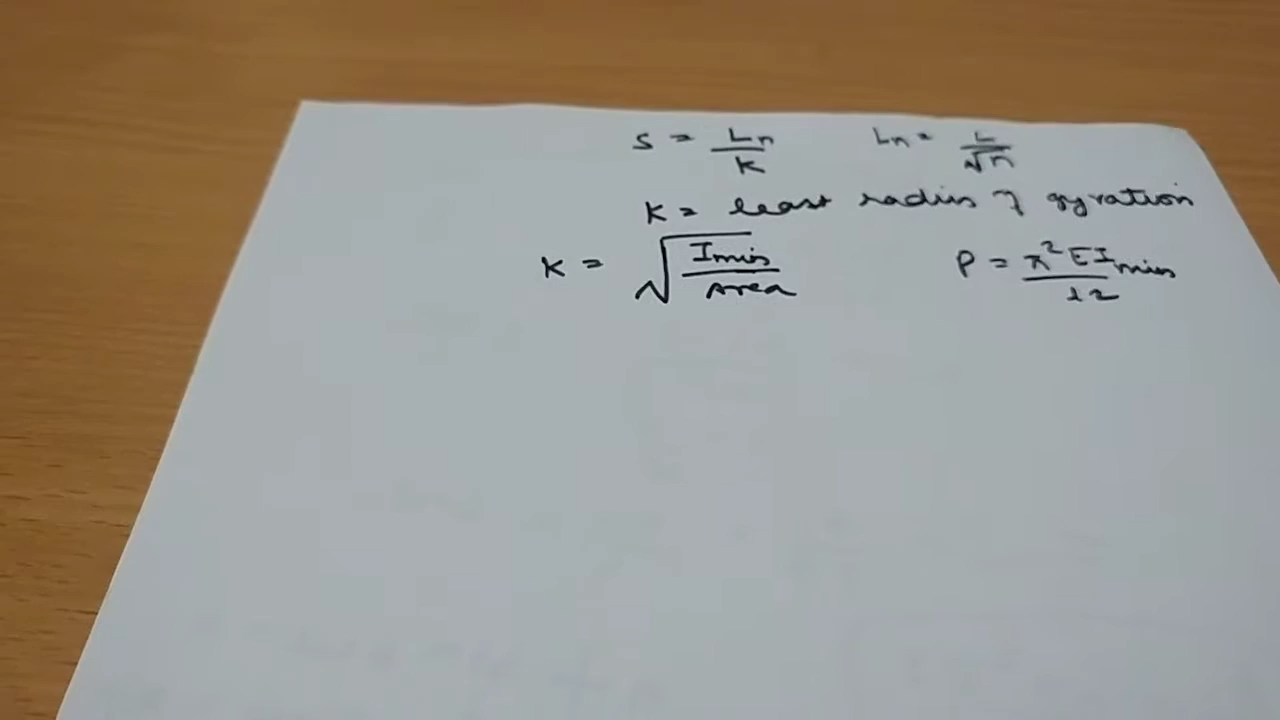 S = Ln/K Ln = L/√n
K = least radius of gyration
K = √(Imin/Area) P = π²EImin/L2